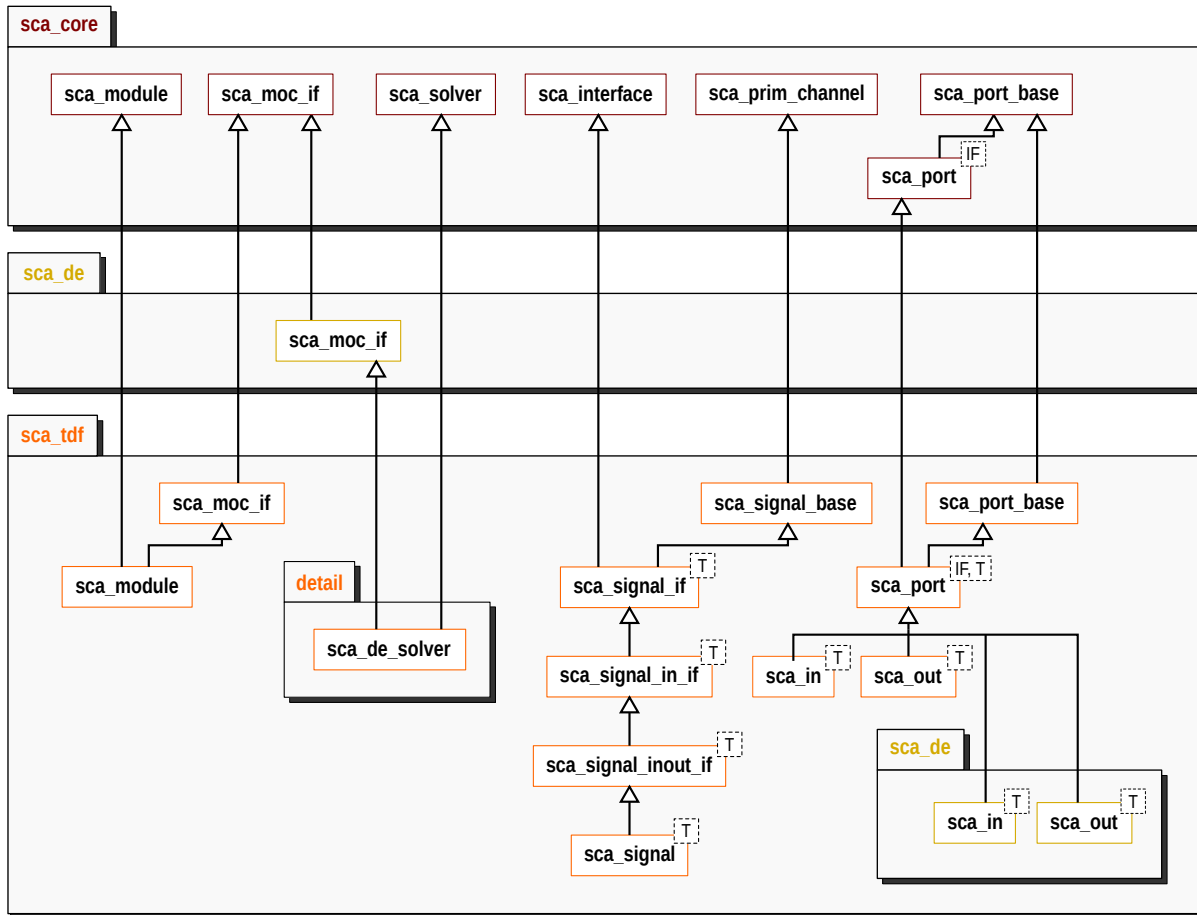 sca_core
sca_module
sca_moc_if
sca_solver
sca_interface
sca_prim_channel
sca_port_base
IF
sca_port
sca_de
sca_moc_if
sca_tdf
sca_moc_if
sca_signal_base
sca_port_base
sca_module
detail
sca_de_solver
T
sca_signal_if
IF, T
sca_port
T
sca_signal_in_if
T
sca_in
T
sca_out
T
sca_signal_inout_if
sca_de
T
sca_in
T
sca_out
T
sca_signal